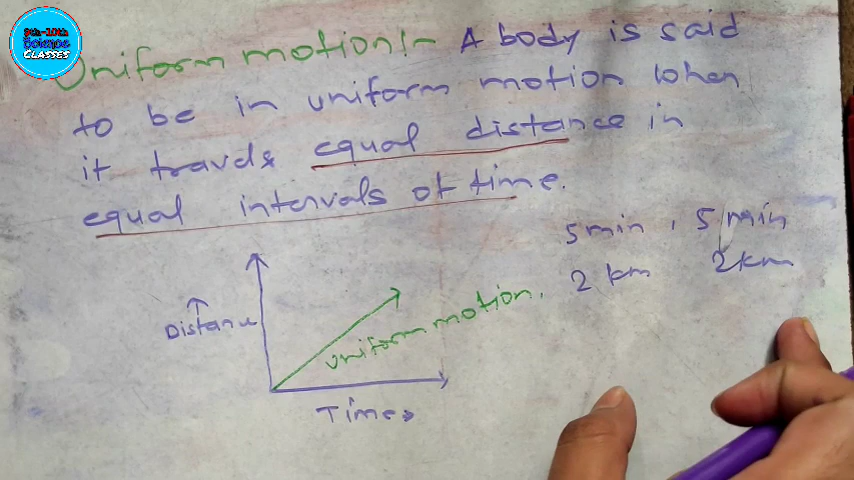 9th-10th
Science
CLASSES
Uniform motion:- A body is said
to be in uniform motion when
it travels equal distance in
equal intervals of time.
5 min, 5 min
2 km 2 km
Distance
uniform motion.
Time